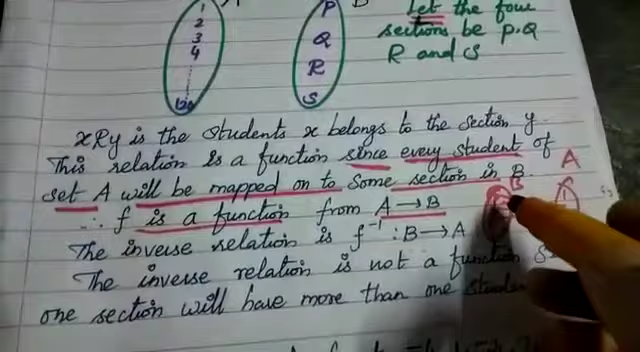 A
B
1
2
3
4
P
Q
R
S
Let the four
sections be P.Q
R and S
xRy is the students x belongs to the section y.
This relation is a function since every student of
set A will be mapped on to some section in B.
∴ f is a function from A → B
The inverse relation is f⁻¹ : B → A
The inverse relation is not a function
one section will have more than one
A
B
1